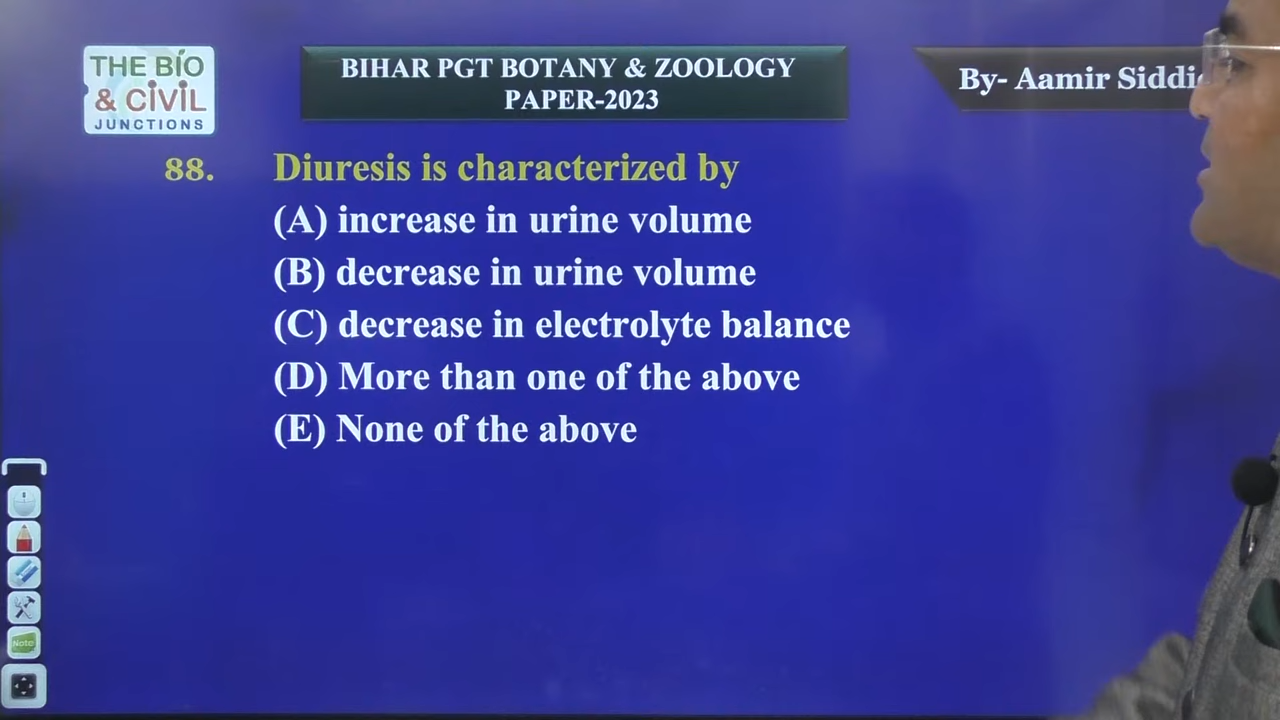 THE BIO
& CIVIL
JUNCTIONS
BIHAR PGT BOTANY & ZOOLOGY
PAPER-2023
By- Aamir
88. Diuresis is characterized by
(A) increase in urine volume
(B) decrease in urine volume
(C) decrease in electrolyte balance
(D) More than one of the above
(E) None of the above
Note